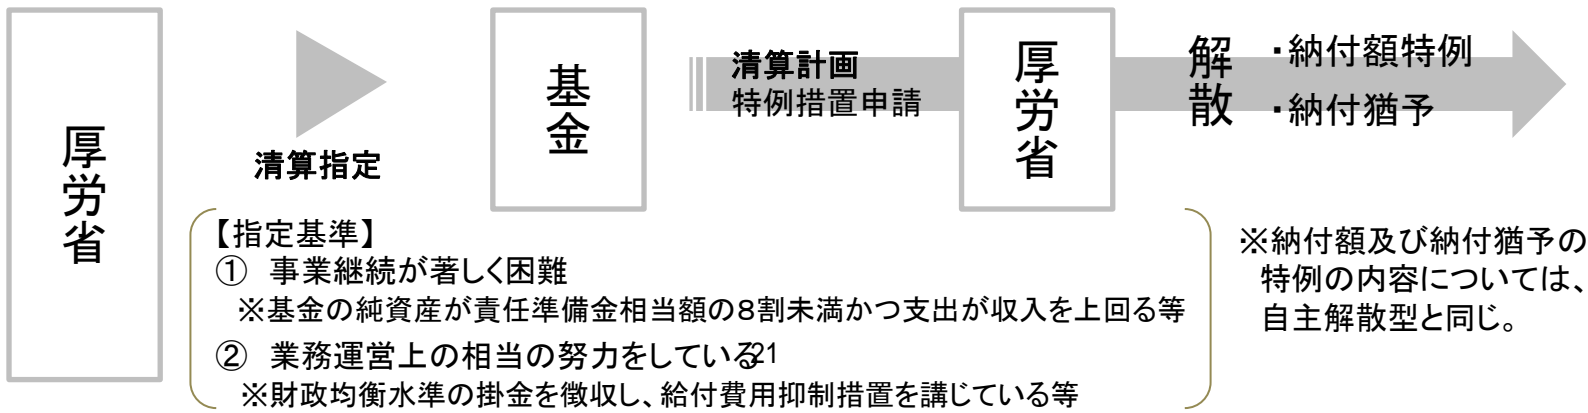 厚労省
清算指定
基金
清算計画
特例措置申請
厚労省
解散
・納付額特例
・納付猶予
【指定基準】
① 事業継続が著しく困難
※基金の純資産が責任準備金相当額の8割未満かつ支出が収入を上回る等
② 業務運営上の相当の努力をしている
21
※財政均衡水準の掛金を徴収し、給付費用抑制措置を講じている等
※納付額及び納付猶予の
特例の内容については、
自主解散型と同じ。